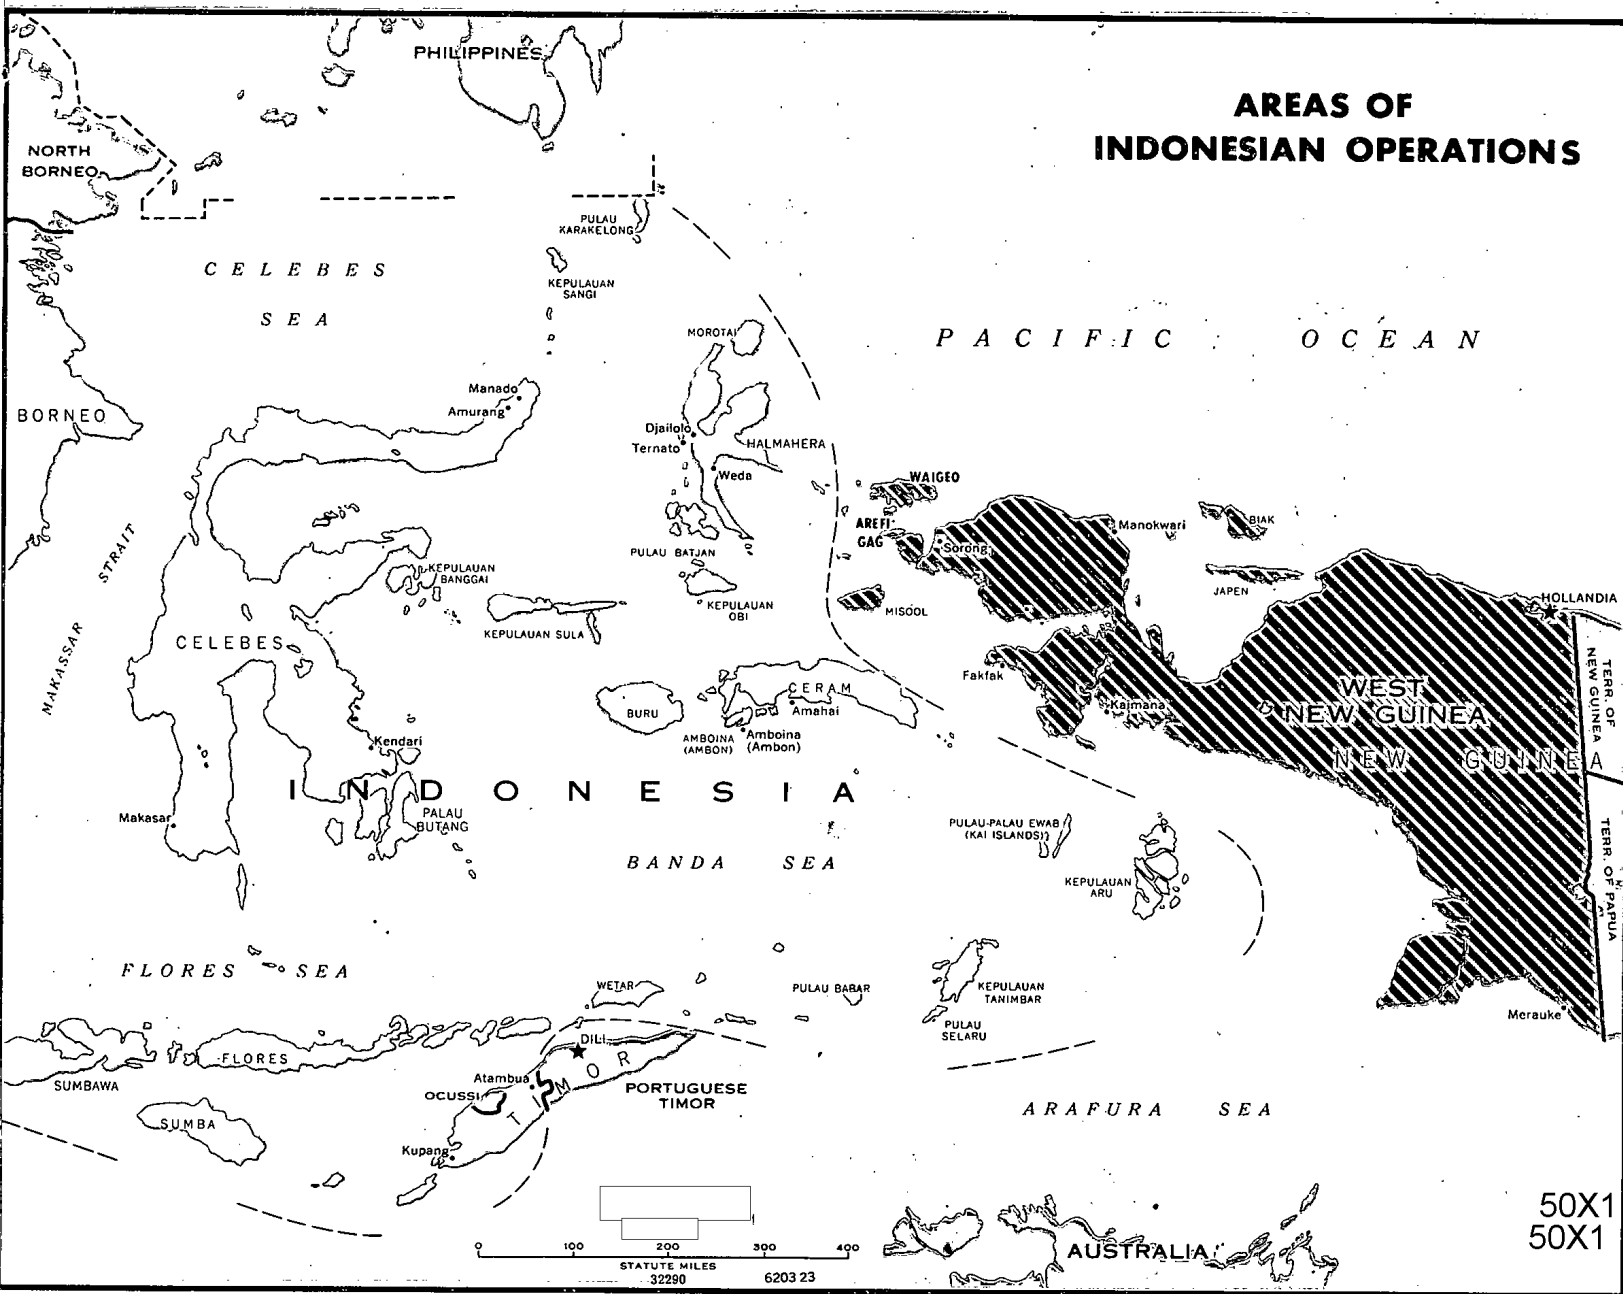 PHILIPPINES
AREAS OF
INDONESIAN OPERATIONS
NORTH
BORNEO
PULAU
KARAKELONG
CELEBES
SEA
KEPULAUAN
SANGI
MOROTAI
PACIFIC OCEAN
Manado
Amurang
BORNEO
Djailolo
Ternato
HALMAHERA
Weda
WAIGEO
AREFI
GAG
Sorong
Manokwari
BIAK
MAKASSAR STRAIT
PULAU BATJAN
KEPULAUAN
BANGGAI
KEPULAUAN
OBI
MISOOL
JAPEN
HOLLANDIA
KEPULAUAN SULA
CELEBES
Fakfak
CERAM
Amahai
BURU
AMBOINA
(AMBON)
Amboina
(Ambon)
Kaimana
WEST
NEW GUINEA
NEW GUINEA
TERR. OF
NEW GUINEA
Kendari
INDONESIA
Makasar
PALAU
BUTANG
PULAU-PALAU EWAB
(KAI ISLANDS)
BANDA SEA
KEPULAUAN
ARU
TERR. OF PAPUA
FLORES SEA
WETAR
PULAU BABAR
KEPULAUAN
TANIMBAR
PULAU
SELARU
Merauke
DILI
FLORES
SUMBAWA
Atambua
OCUSSI
TIMOR
PORTUGUESE
TIMOR
SUMBA
ARAFURA SEA
Kupang
50X1
50X1
0 100 200 300 400
STATUTE MILES
32290 6203 23
AUSTRALIA